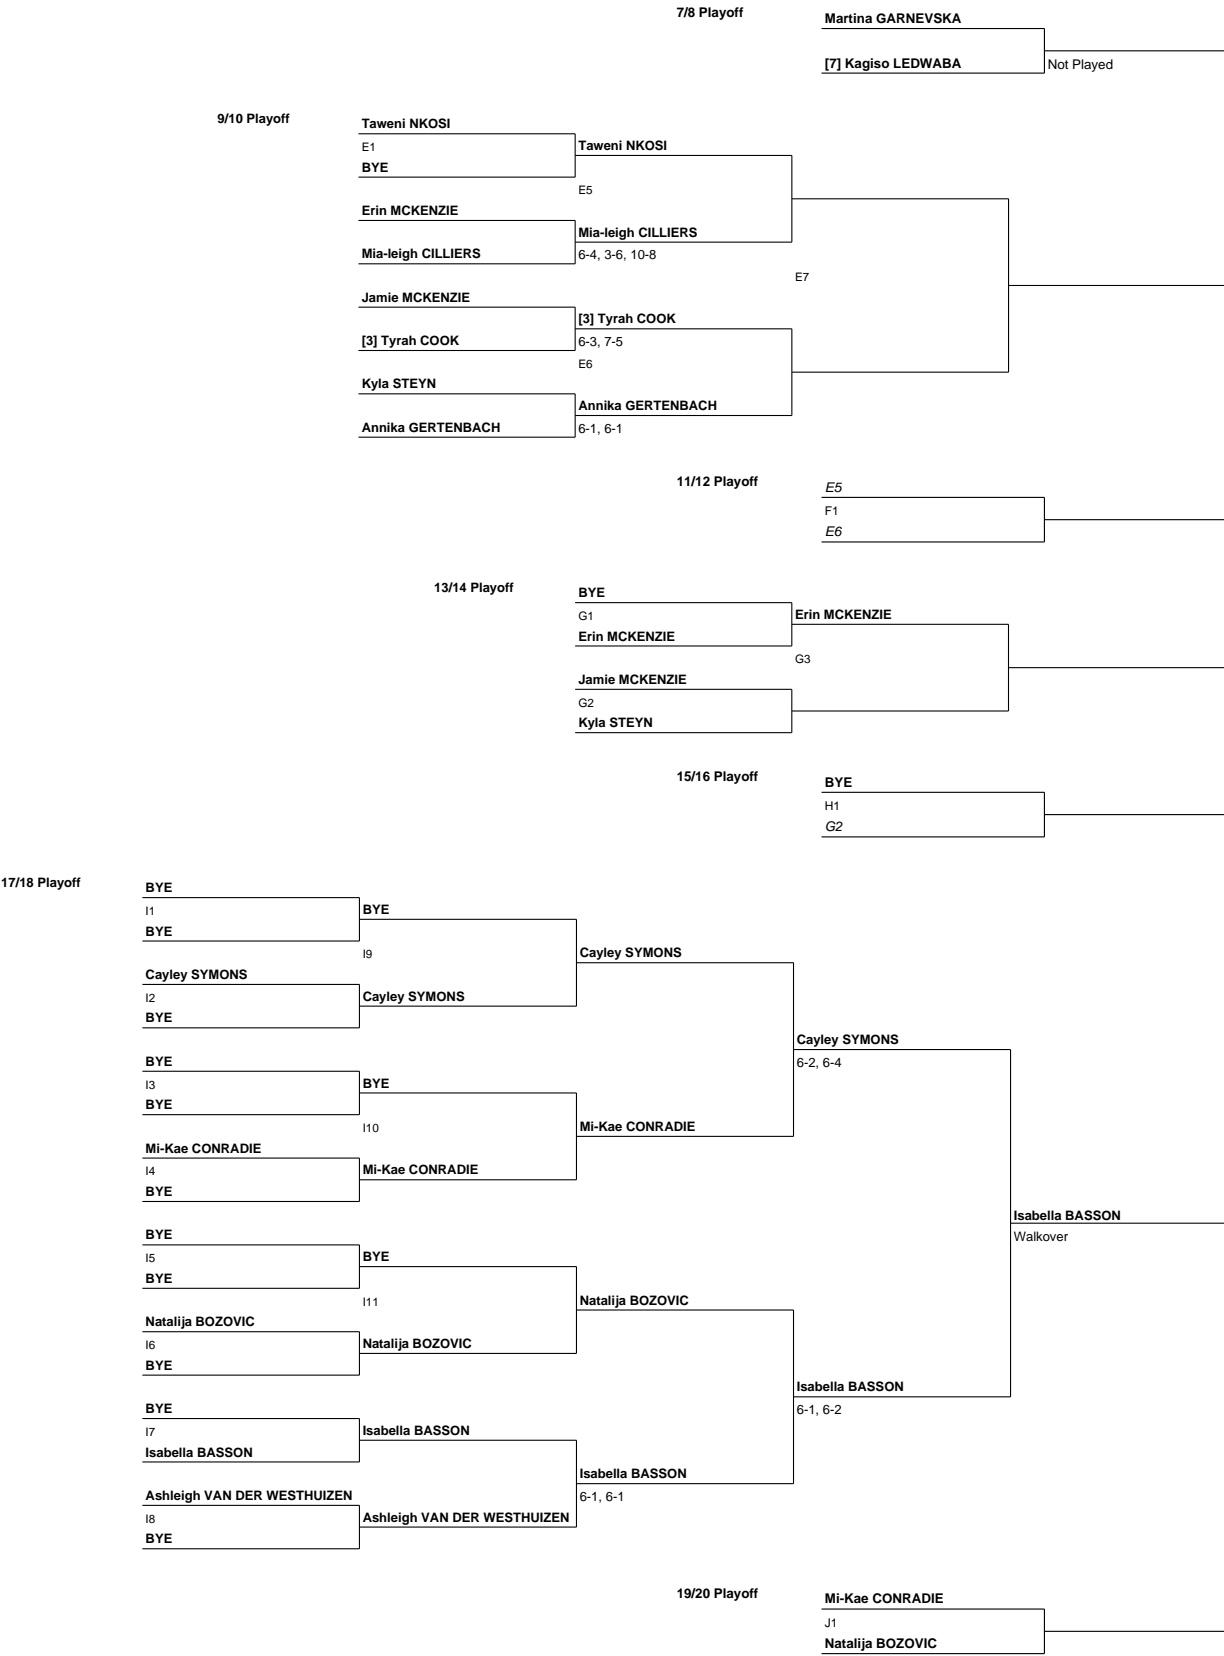 7/8 Playoff
Martina GARNEVSKA
[7] Kagiso LEDWABA
Not Played
9/10 Playoff
Taweni NKOSI
E1
BYE
Taweni NKOSI
E5
Erin MCKENZIE
Mia-leigh CILLIERS
Mia-leigh CILLIERS
6-4, 3-6, 10-8
E7
Jamie MCKENZIE
[3] Tyrah COOK
[3] Tyrah COOK
6-3, 7-5
E6
Kyla STEYN
Annika GERTENBACH
Annika GERTENBACH
6-1, 6-1
11/12 Playoff
E5
F1
E6
13/14 Playoff
BYE
G1
Erin MCKENZIE
Erin MCKENZIE
G3
Jamie MCKENZIE
G2
Kyla STEYN
15/16 Playoff
BYE
H1
G2
17/18 Playoff
BYE
I1
BYE
BYE
I9
Cayley SYMONS
Cayley SYMONS
I2
BYE
Cayley SYMONS
Cayley SYMONS
6-2, 6-4
BYE
I3
BYE
BYE
I10
Mi-Kae CONRADIE
Mi-Kae CONRADIE
I4
BYE
Mi-Kae CONRADIE
Isabella BASSON
Walkover
BYE
I5
BYE
BYE
I11
Natalija BOZOVIC
Natalija BOZOVIC
I6
BYE
Natalija BOZOVIC
Isabella BASSON
6-1, 6-2
BYE
I7
Isabella BASSON
Isabella BASSON
Isabella BASSON
6-1, 6-1
Ashleigh VAN DER WESTHUIZEN
I8
BYE
Ashleigh VAN DER WESTHUIZEN
19/20 Playoff
Mi-Kae CONRADIE
J1
Natalija BOZOVIC